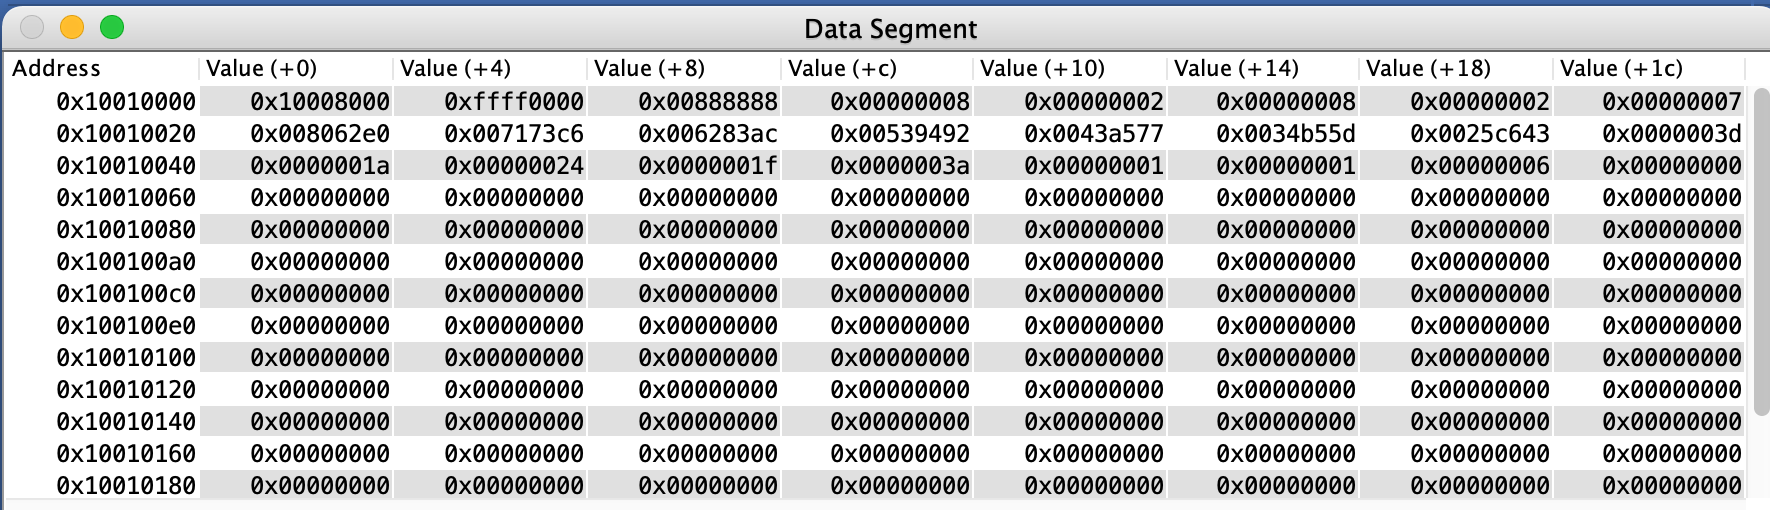 Data Segment
Address Value (+0) Value (+4) Value (+8) Value (+c) Value (+10) Value (+14) Value (+18) Value (+1c)
0x10010000 0x10008000 0xffff0000 0x00888888 0x00000008 0x00000002 0x00000008 0x00000002 0x00000007
0x10010020 0x008062e0 0x007173c6 0x006283ac 0x00539492 0x0043a577 0x0034b55d 0x0025c643 0x0000003d
0x10010040 0x0000001a 0x00000024 0x0000001f 0x0000003a 0x00000001 0x00000001 0x00000006 0x00000000
0x10010060 0x00000000 0x00000000 0x00000000 0x00000000 0x00000000 0x00000000 0x00000000 0x00000000
0x10010080 0x00000000 0x00000000 0x00000000 0x00000000 0x00000000 0x00000000 0x00000000 0x00000000
0x100100a0 0x00000000 0x00000000 0x00000000 0x00000000 0x00000000 0x00000000 0x00000000 0x00000000
0x100100c0 0x00000000 0x00000000 0x00000000 0x00000000 0x00000000 0x00000000 0x00000000 0x00000000
0x100100e0 0x00000000 0x00000000 0x00000000 0x00000000 0x00000000 0x00000000 0x00000000 0x00000000
0x10010100 0x00000000 0x00000000 0x00000000 0x00000000 0x00000000 0x00000000 0x00000000 0x00000000
0x10010120 0x00000000 0x00000000 0x00000000 0x00000000 0x00000000 0x00000000 0x00000000 0x00000000
0x10010140 0x00000000 0x00000000 0x00000000 0x00000000 0x00000000 0x00000000 0x00000000 0x00000000
0x10010160 0x00000000 0x00000000 0x00000000 0x00000000 0x00000000 0x00000000 0x00000000 0x00000000
0x10010180 0x00000000 0x00000000 0x00000000 0x00000000 0x00000000 0x00000000 0x00000000 0x00000000